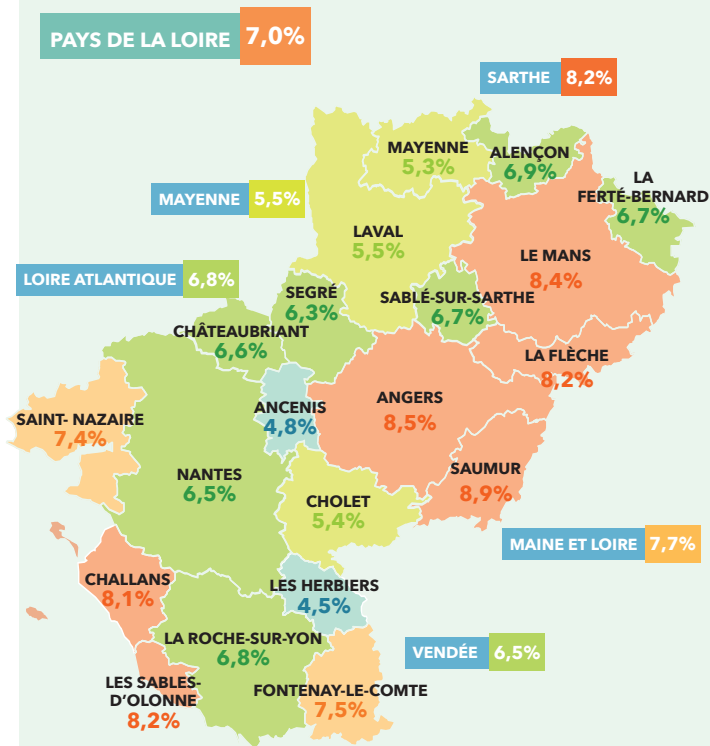 PAYS DE LA LOIRE 7,0%
SARTHE 8,2%
MAYENNE
5,3%
ALENÇON
6,9%
LA
FERTÉ-BERNARD
6,7%
MAYENNE 5,5%
LAVAL
5,5%
LE MANS
8,4%
LOIRE ATLANTIQUE 6,8%
SEGRÉ
6,3%
SABLÉ-SUR-SARTHE
6,7%
CHÂTEAUBRIANT
6,6%
LA FLÈCHE
8,2%
ANCENIS
4,8%
ANGERS
8,5%
SAINT- NAZAIRE
7,4%
NANTES
6,5%
SAUMUR
8,9%
CHOLET
5,4%
MAINE ET LOIRE 7,7%
CHALLANS
8,1%
LES HERBIERS
4,5%
LA ROCHE-SUR-YON
6,8%
VENDÉE 6,5%
LES SABLES-
D'OLONNE
8,2%
FONTENAY-LE-COMTE
7,5%